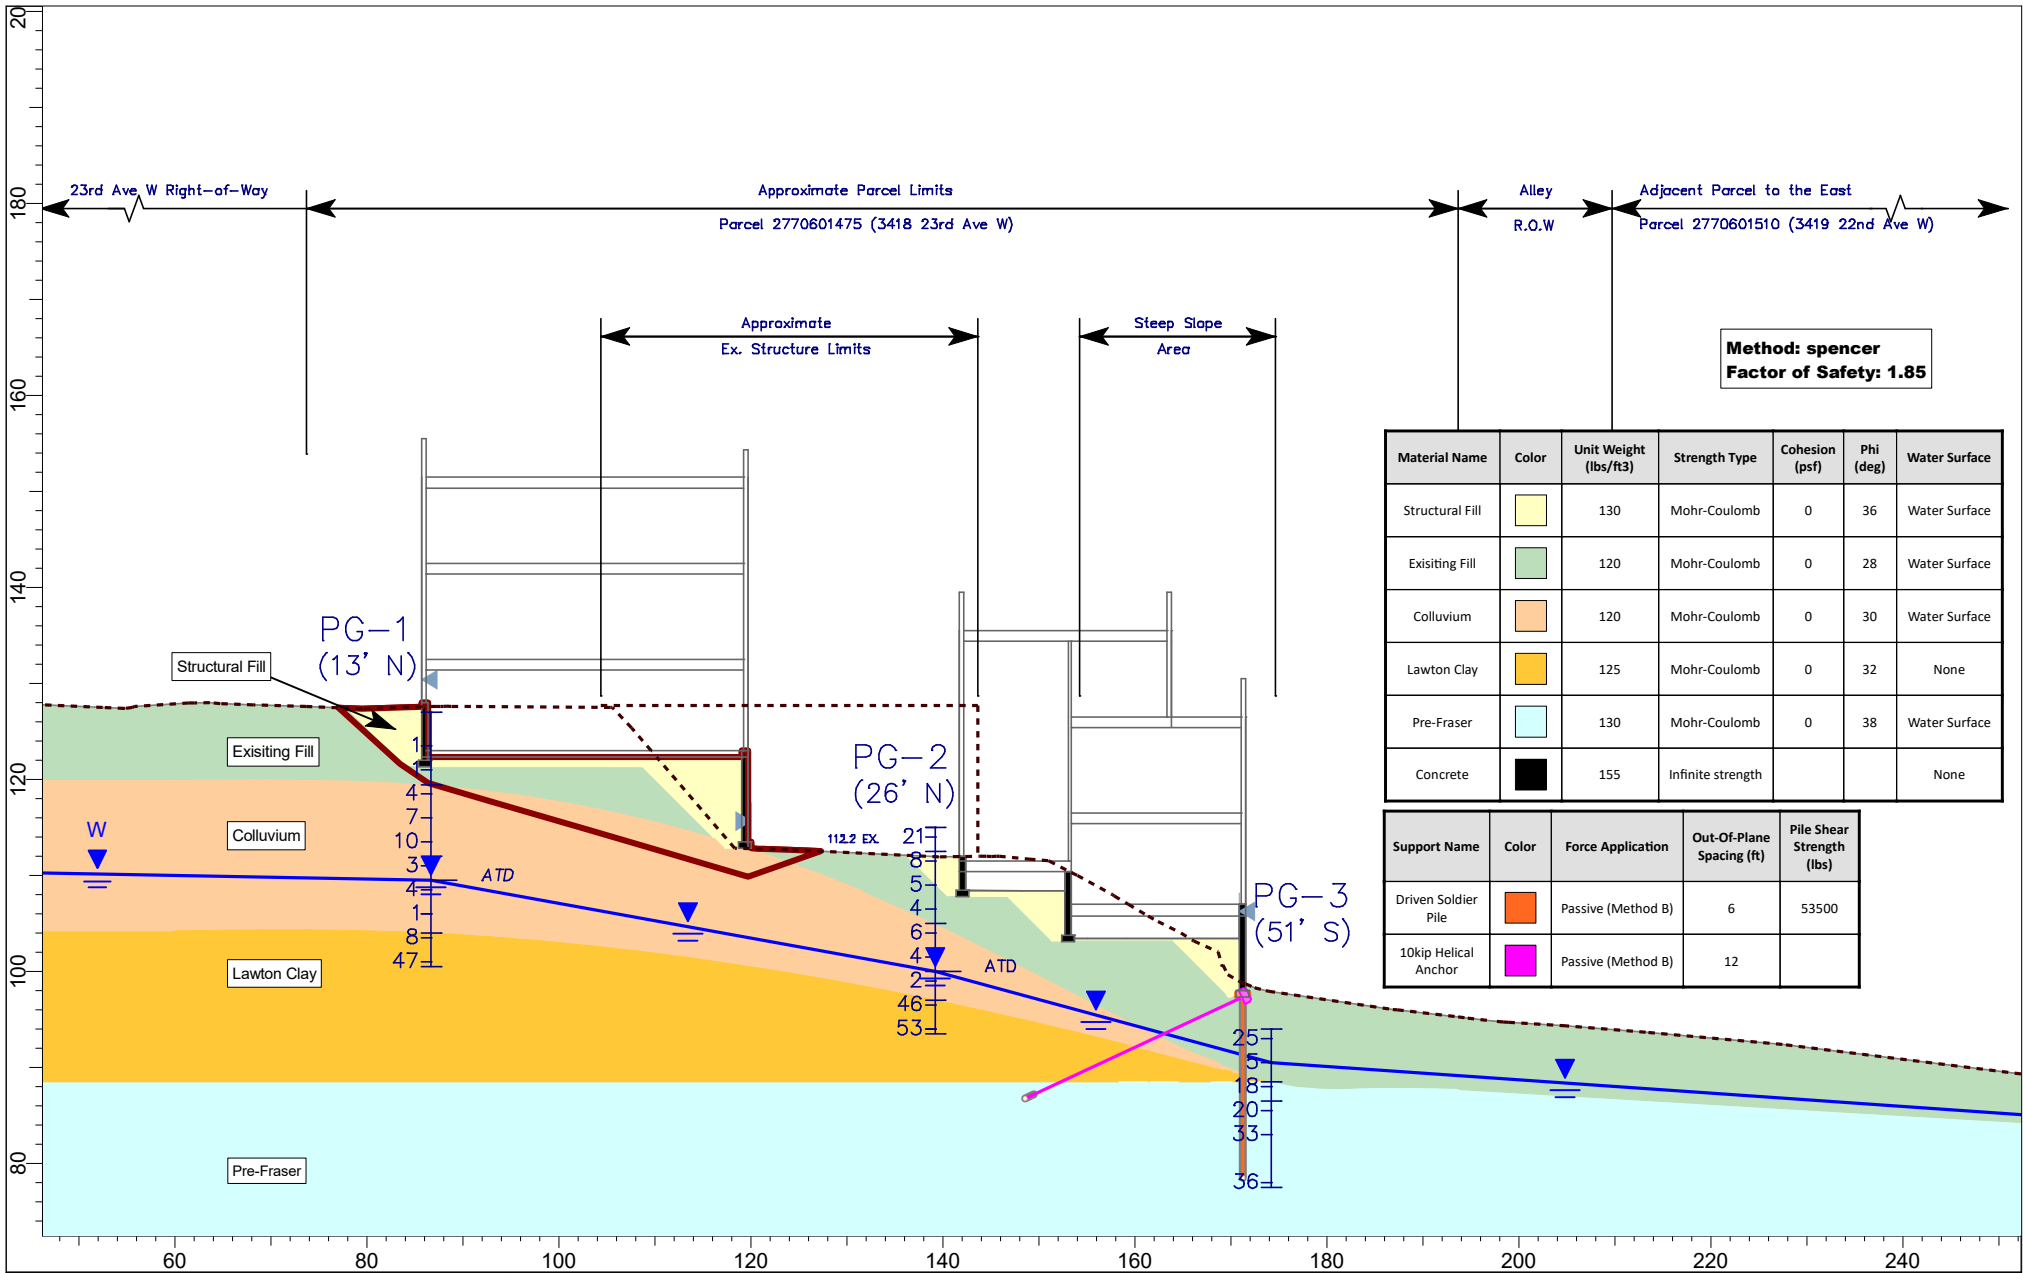 20
180
160
140
120
100
80
23rd Ave W Right-of-Way
Approximate Parcel Limits
Parcel 2770601475 (3418 23rd Ave W)
Alley
R.O.W
Adjacent Parcel to the East
Parcel 2770601510 (3419 22nd Ave W)
Approximate
Ex. Structure Limits
Steep Slope
Area
Method: spencer
Factor of Safety: 1.85
Material Name Color Unit Weight (lbs/ft3) Strength Type Cohesion (psf) Phi (deg) Water Surface
Structural Fill 130 Mohr-Coulomb 0 36 Water Surface
Exisiting Fill 120 Mohr-Coulomb 0 28 Water Surface
Colluvium 120 Mohr-Coulomb 0 30 Water Surface
Lawton Clay 125 Mohr-Coulomb 0 32 None
Pre-Fraser 130 Mohr-Coulomb 0 38 Water Surface
Concrete 155 Infinite strength None
Support Name Color Force Application Out-Of-Plane Spacing (ft) Pile Shear Strength (lbs)
Driven Soldier Pile Passive (Method B) 6 53500
10kip Helical Anchor Passive (Method B) 12
PG-1
(13' N)
Structural Fill
Exisiting Fill
Colluvium
W
Lawton Clay
Pre-Fraser
1
1
4
7
10
3
4
1
8
47
ATD
PG-2
(26' N)
112.2 EX.
21
8
5
4
6
4
2
46
53
ATD
PG-3
(51' S)
25
5
18
20
33
36
60 80 100 120 140 160 180 200 220 240